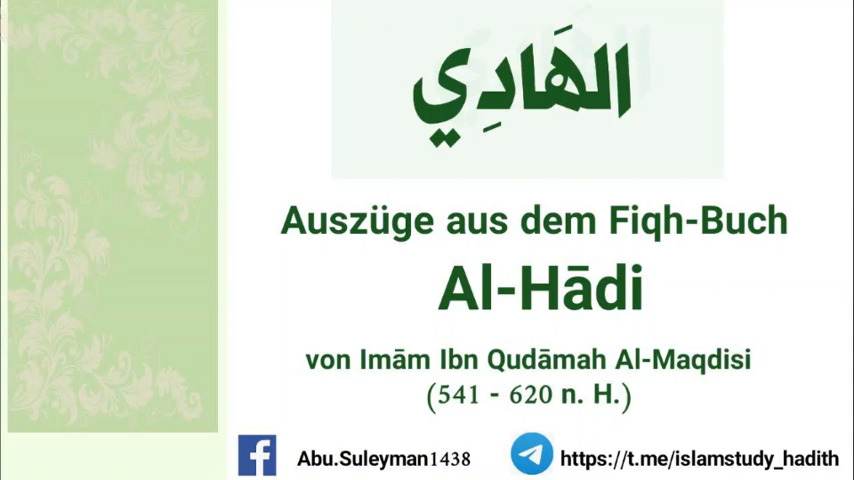 الهَادِي
Auszüge aus dem Fiqh-Buch
Al-Hādi
von Imām Ibn Qudāmah Al-Maqdisi
(541 - 620 n. H.)
Abu.Suleyman1438 https://t.me/islamstudy_hadith